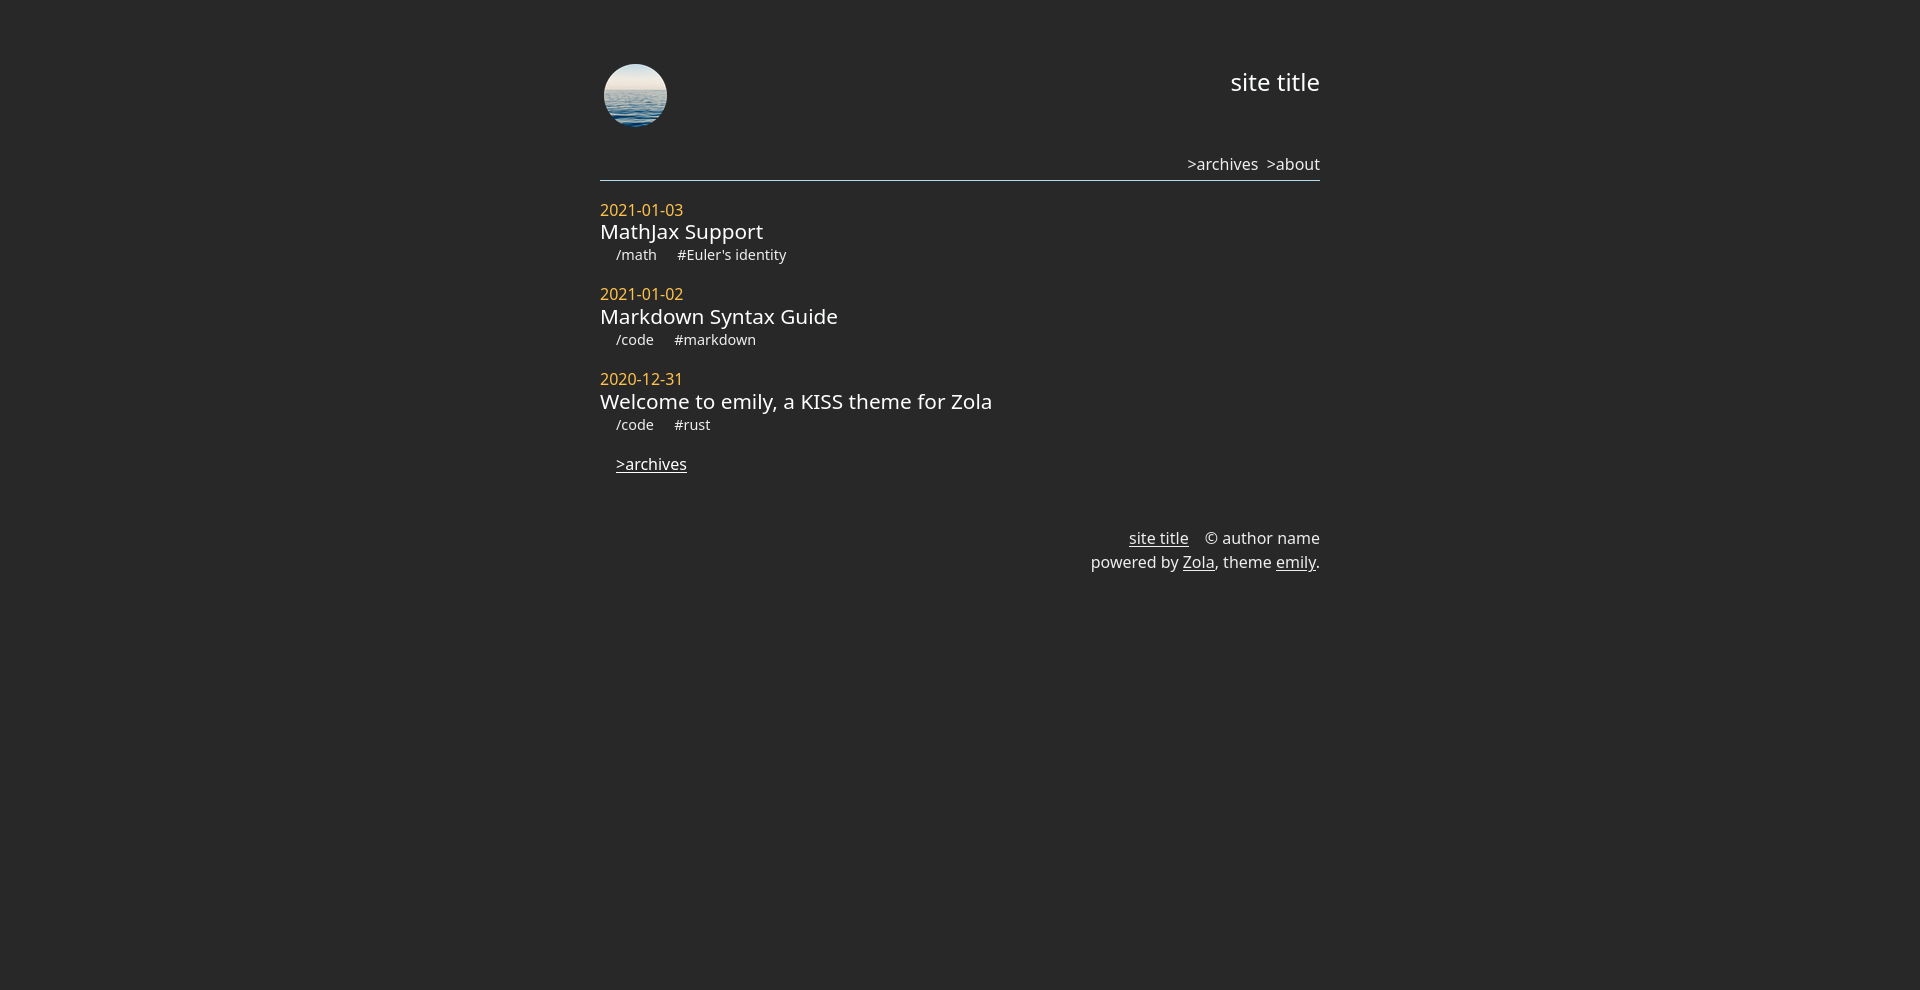 site title
>archives >about
2021-01-03
MathJax Support
/math #Euler's identity
2021-01-02
Markdown Syntax Guide
/code #markdown
2020-12-31
Welcome to emily, a KISS theme for Zola
/code #rust
>archives
site title © author name
powered by Zola, theme emily.